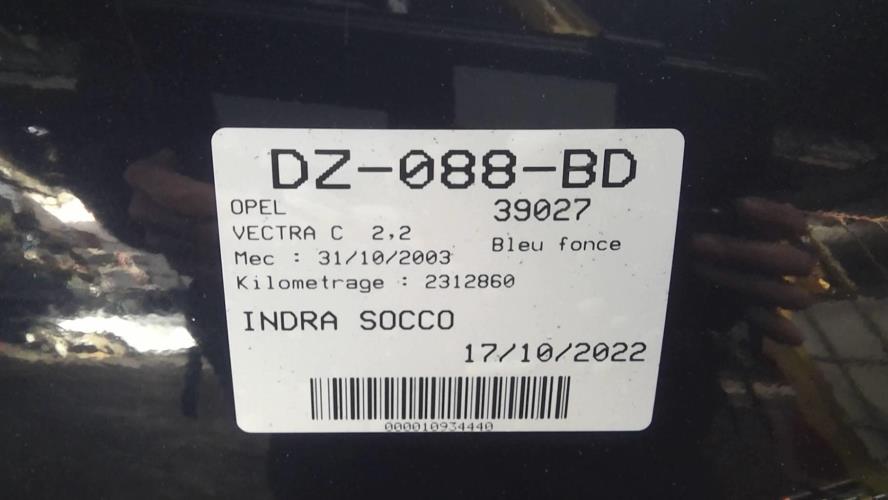 DZ-088-BD
OPEL 39027
VECTRA C 2,2
Bleu fonce
Mec : 31/10/2003
Kilometrage : 2312860
INDRA SOCCO
17/10/2022
000010934440